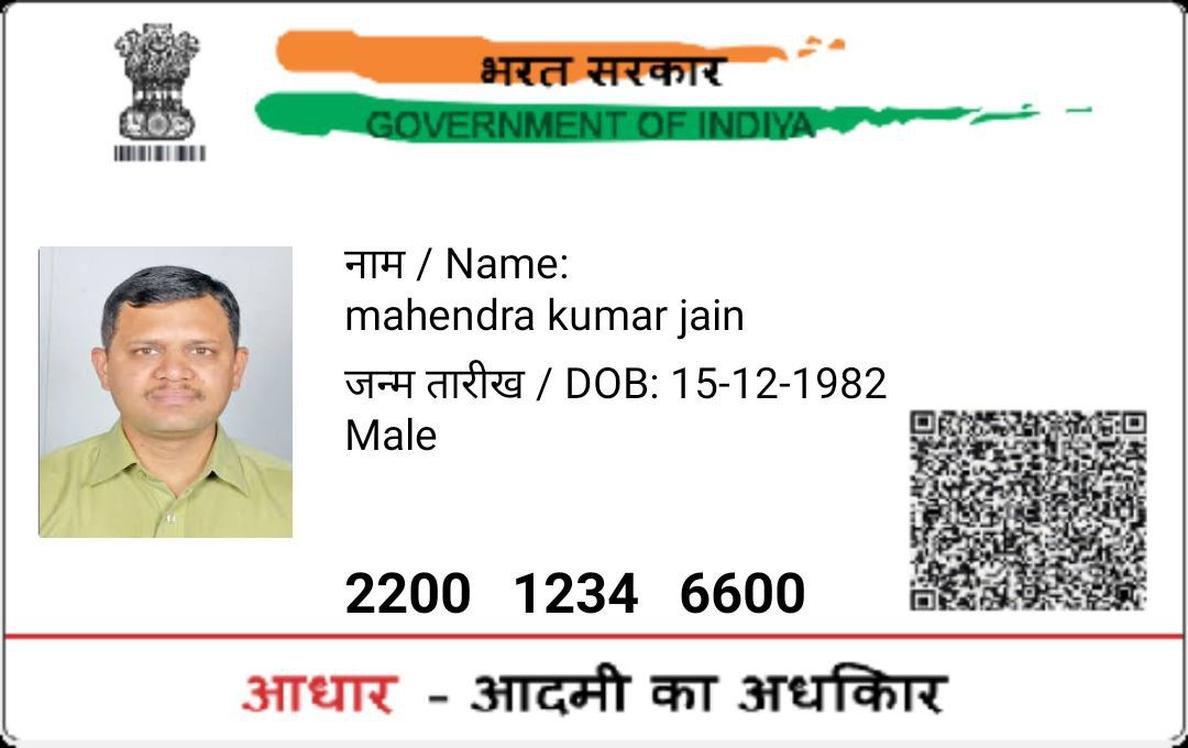 भरत सरकार
GOVERNMENT OF INDIYA
नाम / Name:
mahendra kumar jain
जन्म तारीख / DOB: 15-12-1982
Male
2200 1234 6600
आधार - आदमी का अधकिार